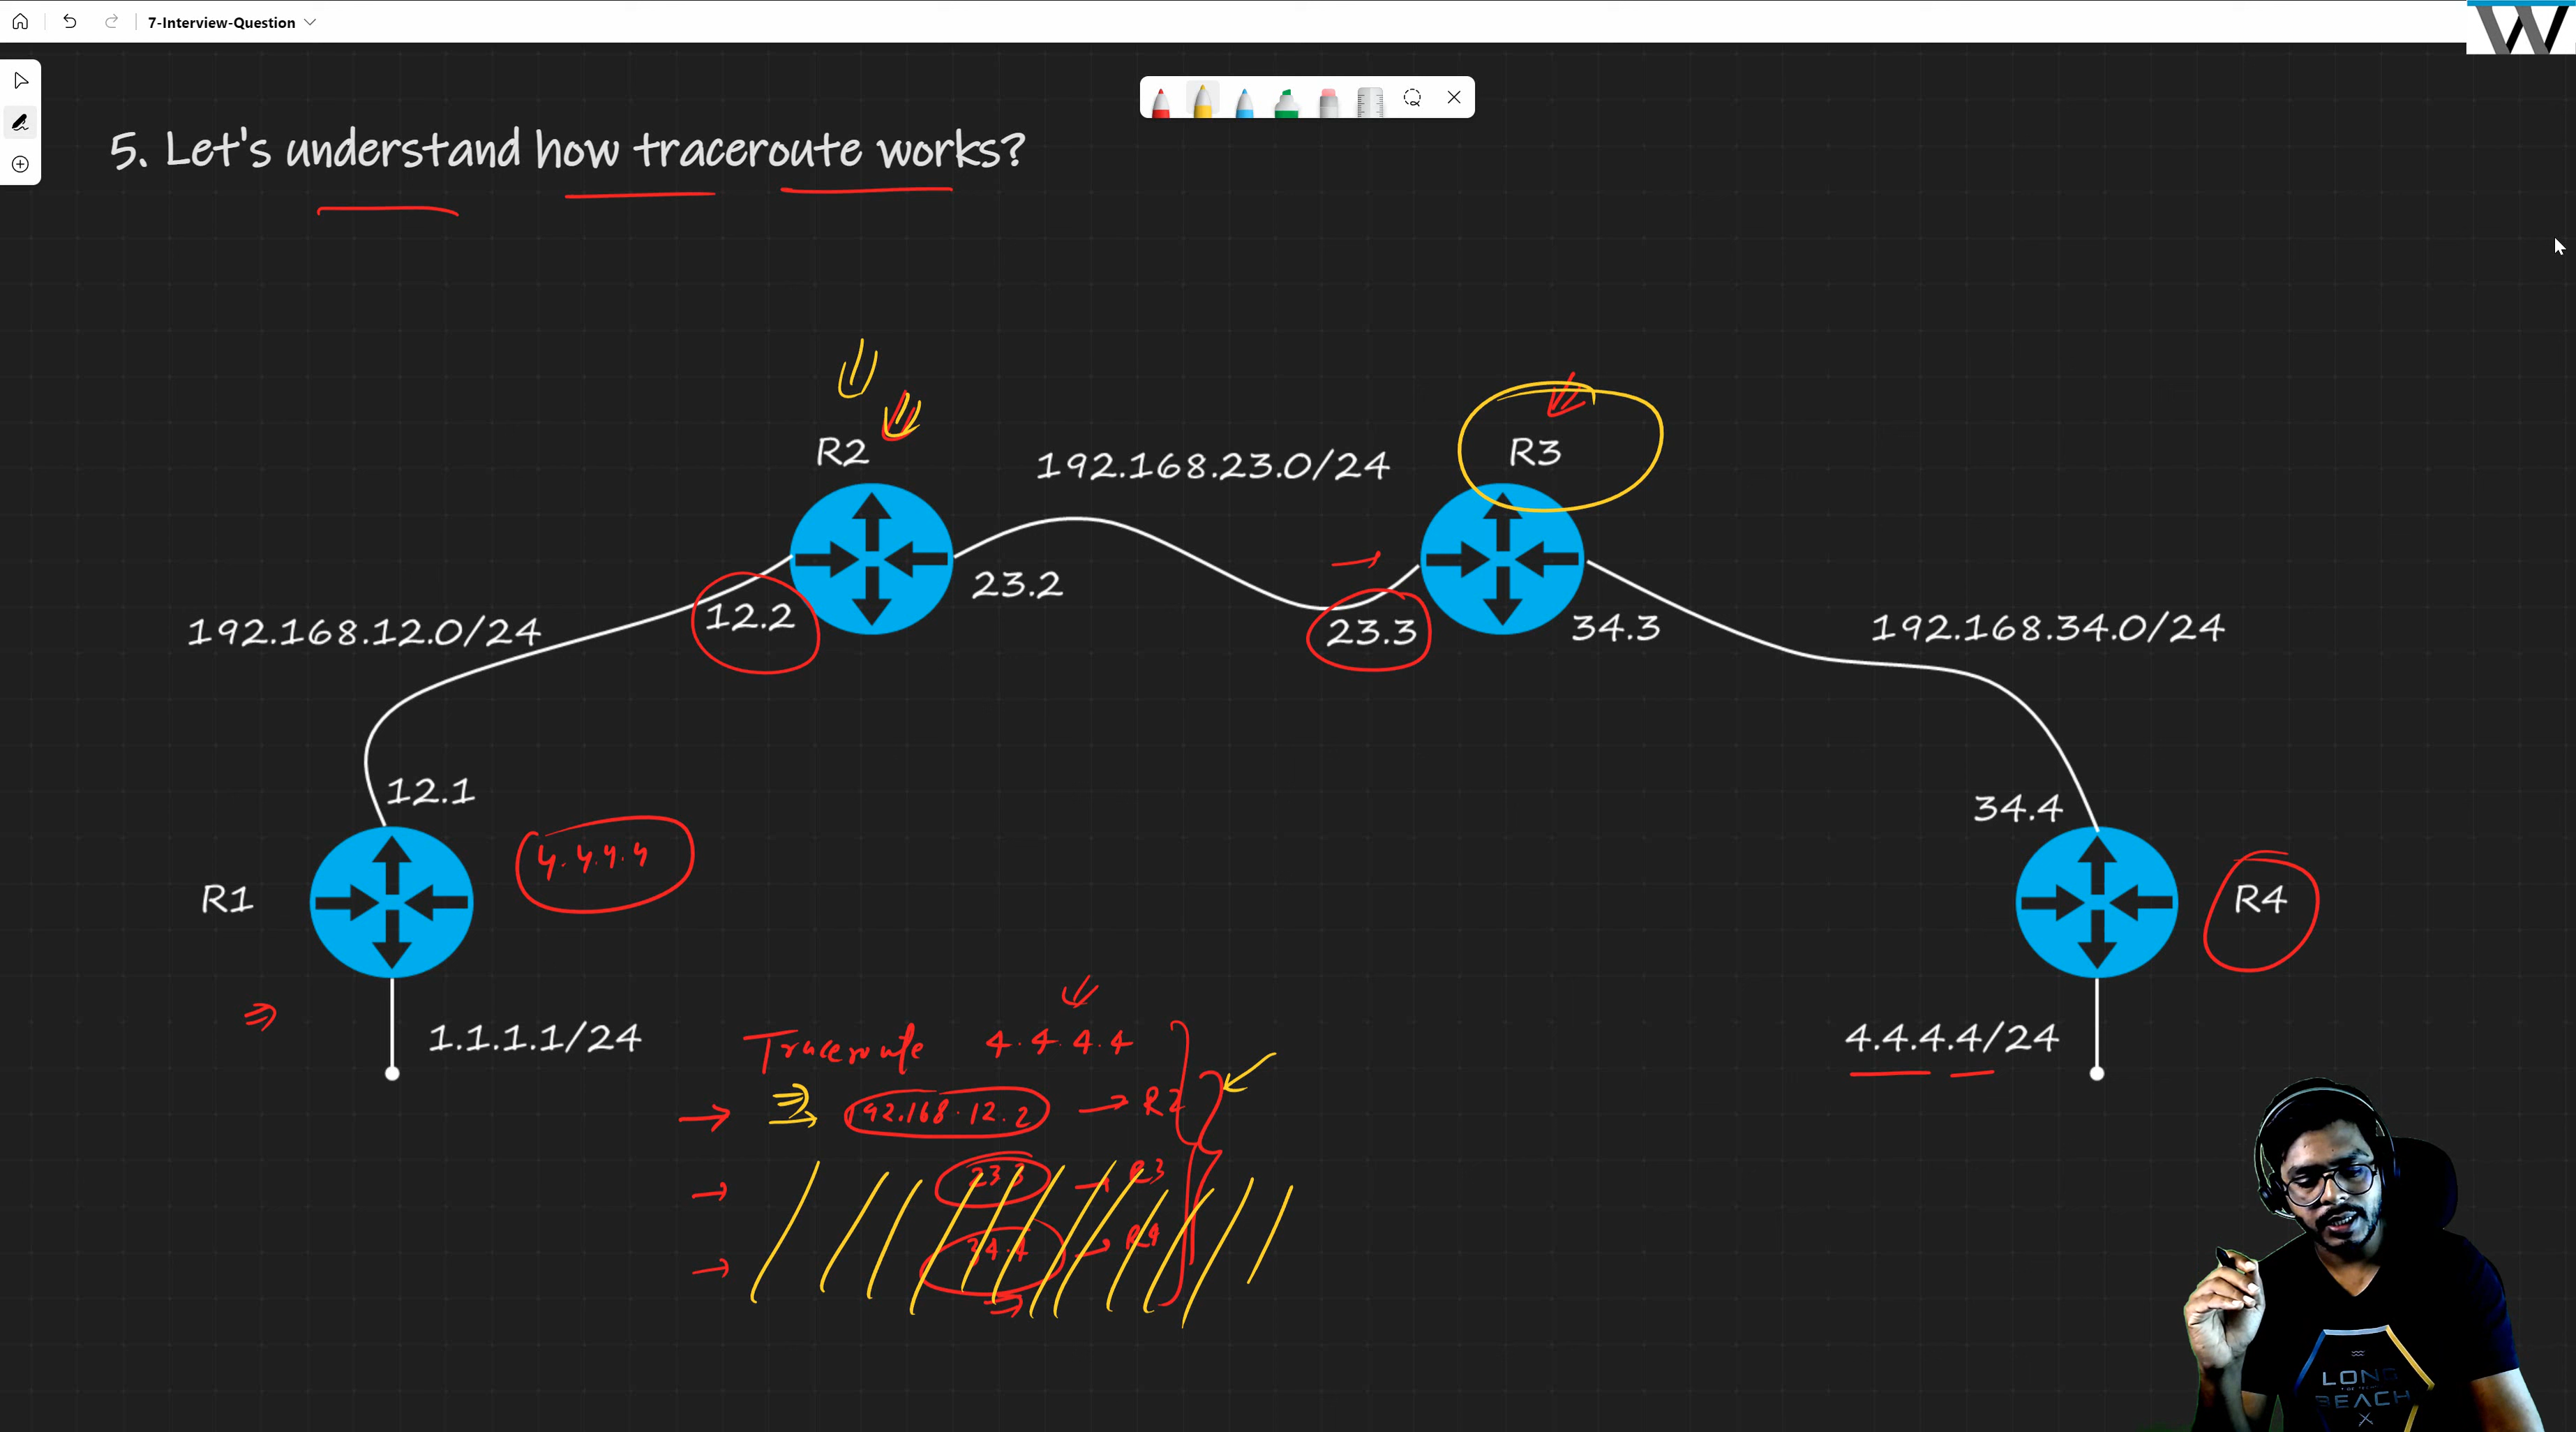 7-Interview-Question
W
5. Let's understand how traceroute works?
R2
192.168.23.0/24
R3
23.2
12.2
192.168.12.0/24
23.3
34.3
192.168.34.0/24
12.1
34.4
4.4.4.4
R1
R4
1.1.1.1/24
4.4.4.4/24
Traceroute 4.4.4.4
192.168.12.2 → R2
23.3 → R3
34.4 → R4
LONG
BEACH
X